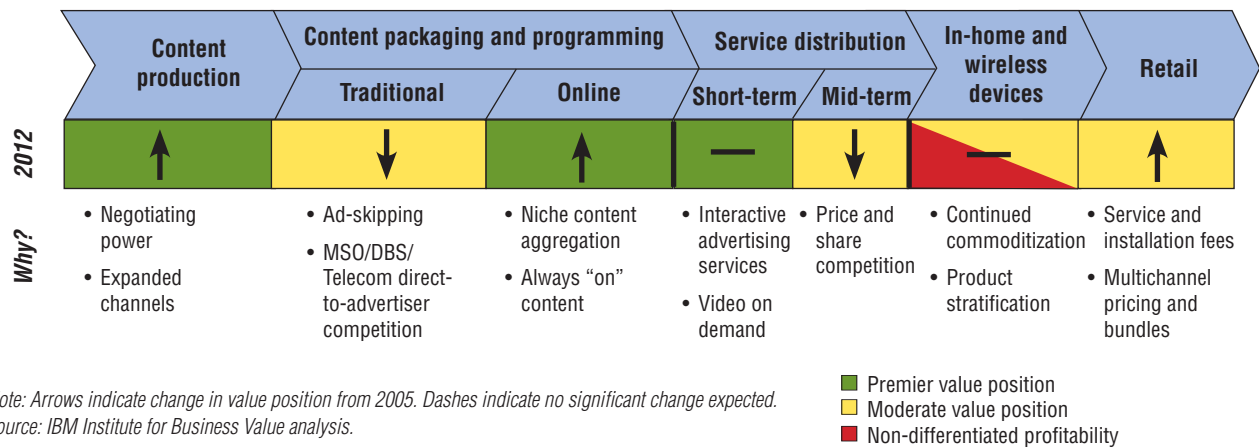 Content production
Content packaging and programming
Service distribution
In-home and wireless devices
Retail
Traditional
Online
Short-term
Mid-term
2012
Why?
• Negotiating
power
• Expanded
channels
• Ad-skipping
• MSO/DBS/
Telecom direct-
to-advertiser
competition
• Niche content
aggregation
• Always “on”
content
• Interactive
advertising
services
• Video on
demand
• Price and
share
competition
• Continued
commoditization
• Product
stratification
• Service and
installation fees
• Multichannel
pricing and
bundles
ote: Arrows indicate change in value position from 2005. Dashes indicate no significant change expected.
ource: IBM Institute for Business Value analysis.
Premier value position
Moderate value position
Non-differentiated profitability